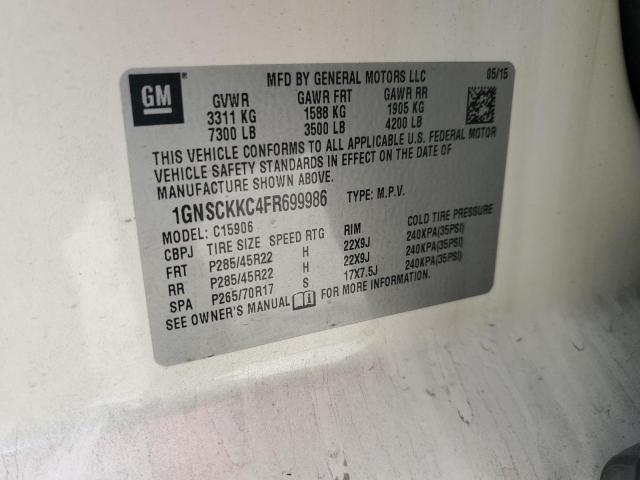 GM ®
MFD BY GENERAL MOTORS LLC 05/15
GVWR GAWR FRT GAWR RR
3311 KG 1588 KG 1905 KG
7300 LB 3500 LB 4200 LB
THIS VEHICLE CONFORMS TO ALL APPLICABLE U.S. FEDERAL MOTOR
VEHICLE SAFETY STANDARDS IN EFFECT ON THE DATE OF
MANUFACTURE SHOWN ABOVE.
1GNSCKKC4FR699986 TYPE: M.P.V.
MODEL: C15906
CBPJ TIRE SIZE SPEED RTG RIM COLD TIRE PRESSURE
FRT P285/45R22 H 22X9J 240KPA(35PSI)
RR P285/45R22 H 22X9J 240KPA(35PSI)
SPA P265/70R17 S 17X7.5J 240KPA(35PSI)
SEE OWNER'S MANUAL FOR MORE INFORMATION.